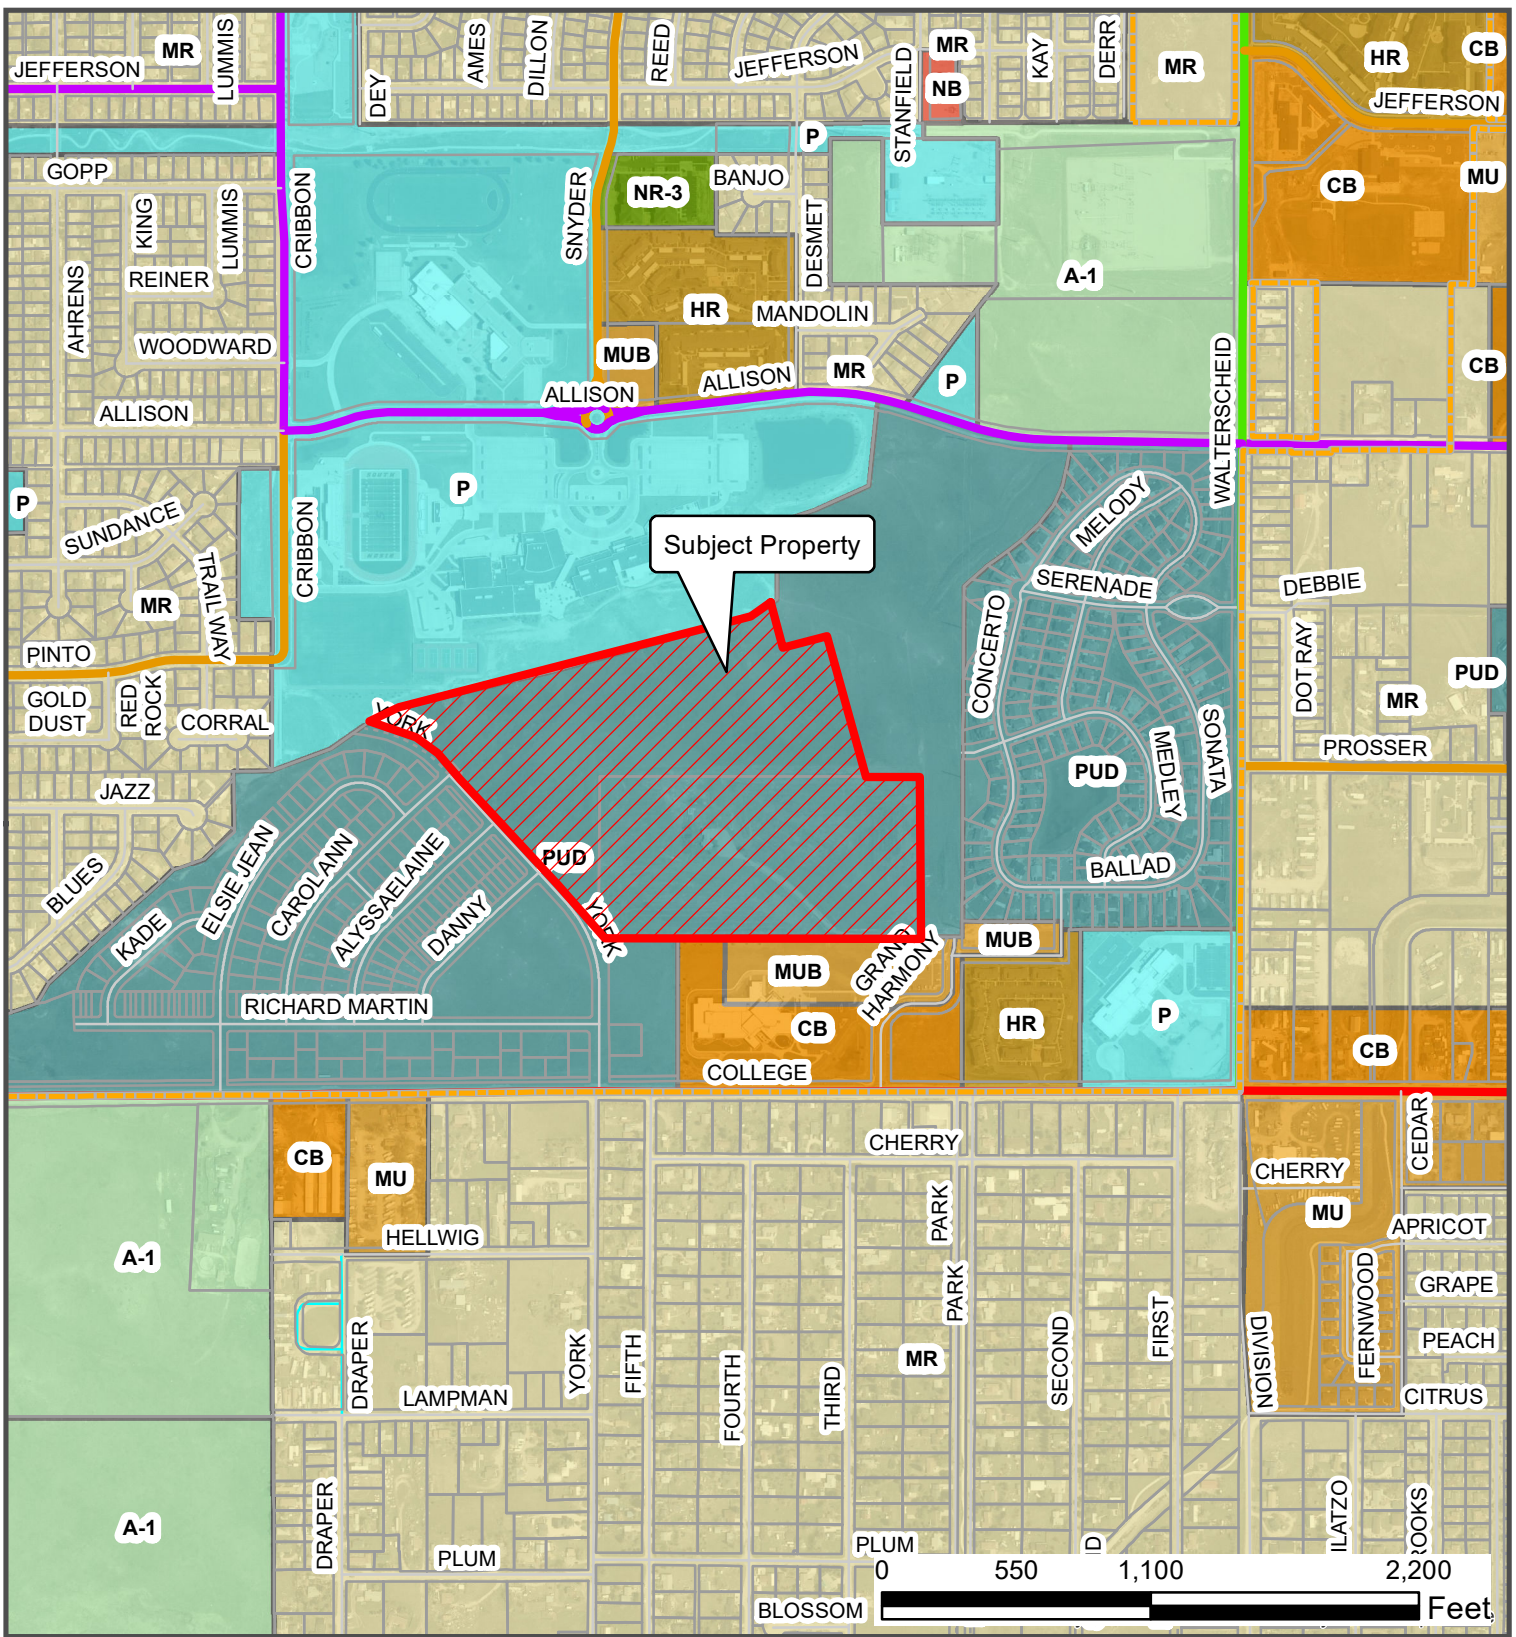 MR
LUMMIS
JEFFERSON
DEY
AMES
DILLON
REED
JEFFERSON
STANFIELD
MR
NB
KAY
DERR
MR
HR
CB
JEFFERSON
GOPP
KING
LUMMIS
CRIBBON
SNYDER
NR-3
BANJO
P
DESMET
CB
MU
AHRENS
REINER
WOODWARD
ALLISON
HR
MUB
MANDOLIN
MR
A-1
P
WALTERSCHEID
CB
ALLISON
ALLISON
P
P
SUNDANCE
CRIBBON
TRAIL WAY
MR
Subject Property
MELODY
SERENADE
CONCERTO
DEBBIE
DOTRAY
PUD
MR
PINTO
GOLD
DUST
RED
ROCK
CORRAL
YORK
SONATA
MEDLEY
PUD
PROSSER
JAZZ
BLUES
ELSIE JEAN
CAROLANN
ALYSSAELAINE
DANNY
KADE
PUD
YORK
BALLAD
MUB
MUB
GRAND
HARMONY
RICHARD MARTIN
CB
HR
P
CB
COLLEGE
CB
MU
CHERRY
CEDAR
CHERRY
MU
APRICOT
A-1
HELLWIG
PARK
PARK
FERNWOOD
GRAPE
PEACH
CITRUS
DRAPER
LAMPMAN
YORK
FIFTH
FOURTH
THIRD
MR
SECOND
FIRST
DIVISION
A-1
DRAPER
PLUM
PLUM
BLOSSOM
0
550
1,100
2,200
Feet